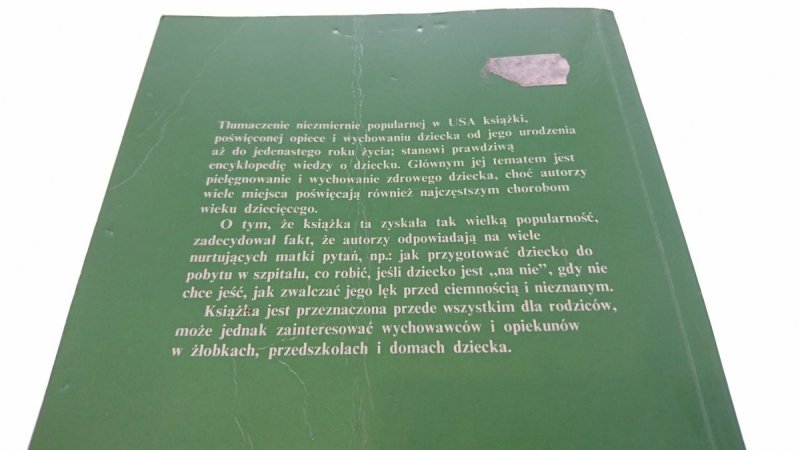 Tłumaczenie niezmiernie popularnej w USA książki,
poświęconej opiece i wychowaniu dziecka od jego urodzenia
aż do jedenastego roku życia; stanowi prawdziwą
encyklopedię wiedzy o dziecku. Głównym jej tematem jest
pielęgnowanie i wychowanie zdrowego dziecka, choć autorzy
wiele miejsca poświęcają również najczęstszym chorobom
wieku dziecięcego.
O tym, że książka ta zyskała tak wielką popularność,
zadecydował fakt, że autorzy odpowiadają na wiele
nurtujących matki pytań, np.: jak przygotować dziecko do
pobytu w szpitalu, co robić, jeśli dziecko jest „na nie”, gdy nie
chce jeść, jak zwalczać jego lęk przed ciemnością i nieznanym.
Książka jest przeznaczona przede wszystkim dla rodziców,
może jednak zainteresować wychowawców i opiekunów
w żłobkach, przedszkolach i domach dziecka.